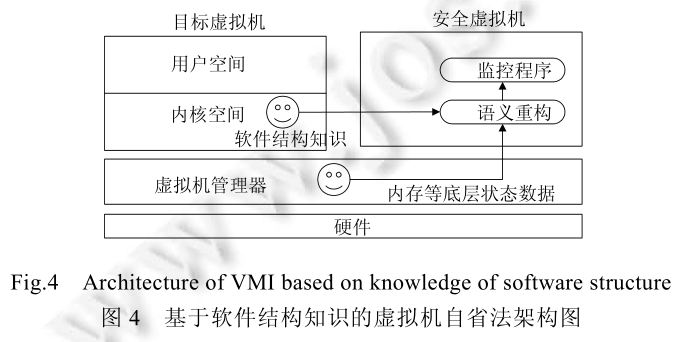 目标虚拟机
安全虚拟机
用户空间
监控程序
内核空间
语义重构
软件结构知识
虚拟机管理器
内存等底层状态数据
硬件
Fig.4 Architecture of VMI based on knowledge of software structure
图 4 基于软件结构知识的虚拟机自省法架构图
www.jos